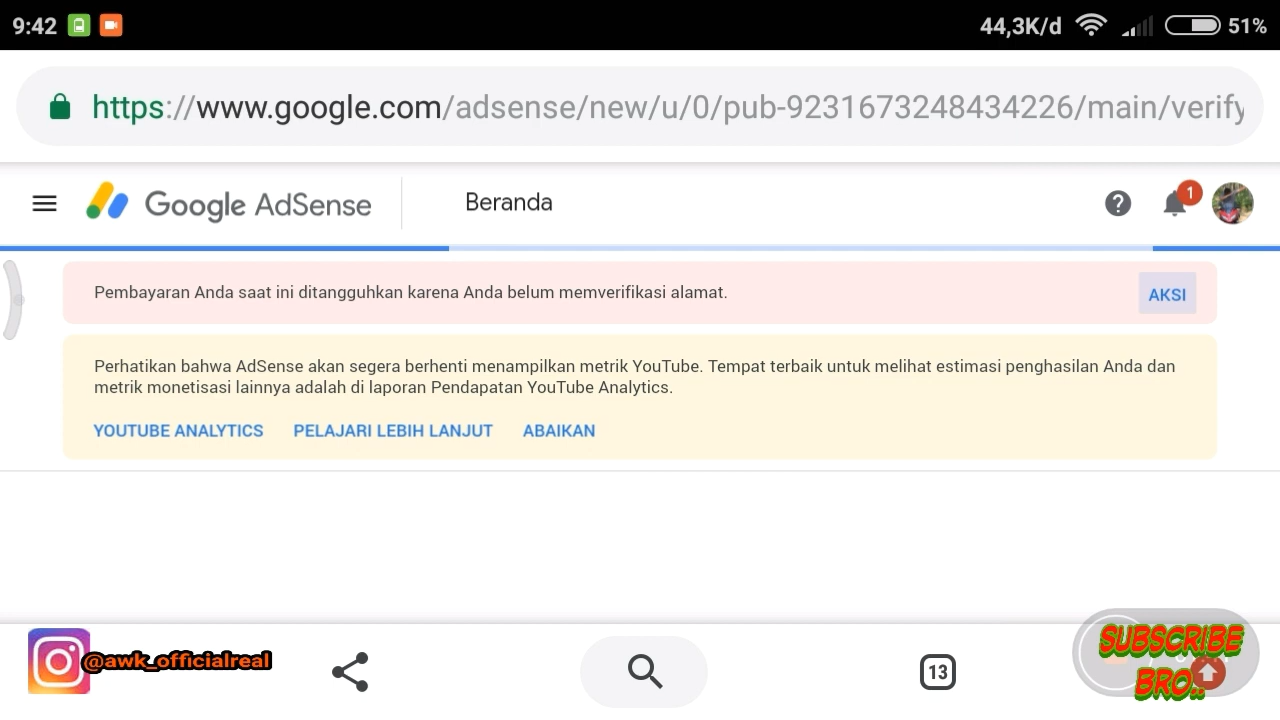 9:42
44,3K/d
51%
https://www.google.com/adsense/new/u/0/pub-9231673248434226/main/verify
Google AdSense
Beranda
1
Pembayaran Anda saat ini ditangguhkan karena Anda belum memverifikasi alamat.
AKSI
Perhatikan bahwa AdSense akan segera berhenti menampilkan metrik YouTube. Tempat terbaik untuk melihat estimasi penghasilan Anda dan
metrik monetisasi lainnya adalah di laporan Pendapatan YouTube Analytics.
YOUTUBE ANALYTICS
PELAJARI LEBIH LANJUT
ABAIKAN
@awk_officialreal
13
SUBSCRIBE
BRO..